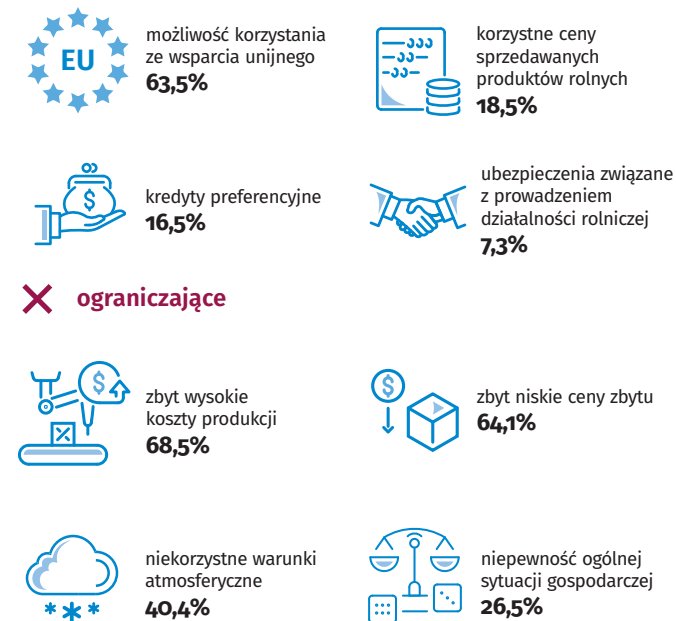 EU
możliwość korzystania
ze wsparcia unijnego
63,5%
korzystne ceny
sprzedawanych
produktów rolnych
18,5%
$
kredyty preferencyjne
16,5%
ubezpieczenia związane
z prowadzeniem
działalności rolniczej
7,3%
ograniczające
$
%
zbyt wysokie
koszty produkcji
68,5%
$
zbyt niskie ceny zbytu
64,1%
niekorzystne warunki
atmosferyczne
40,4%
niepewność ogólnej
sytuacji gospodarczej
26,5%